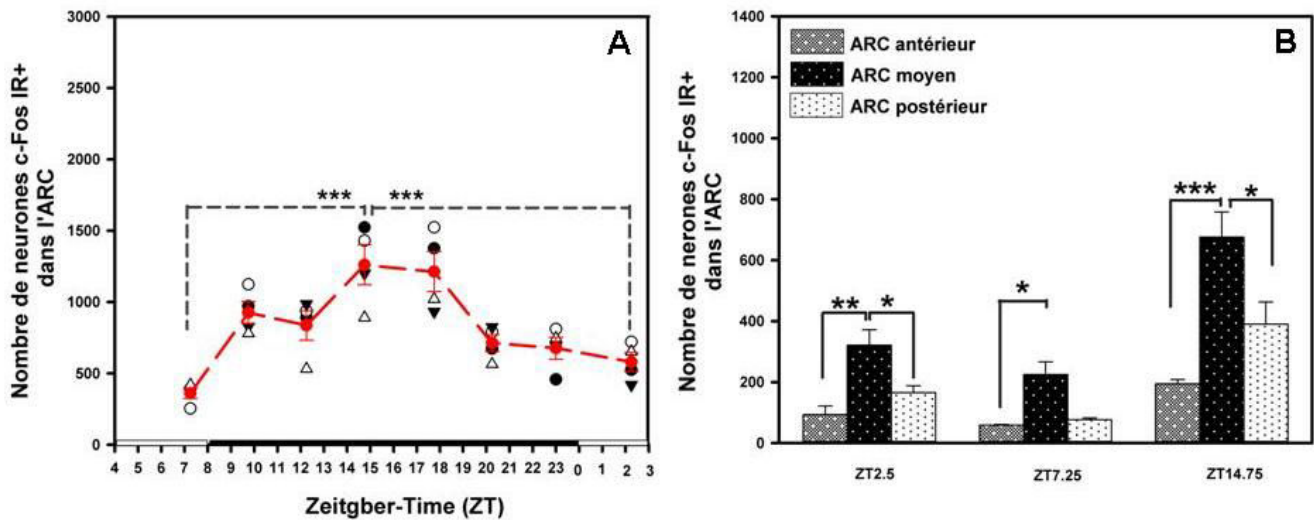 A
Nombre de neurones c-Fos IR+
dans l'ARC
3000
2500
2000
1500
1000
500
0
*** ***
4 5 6 7 8 9 10 11 12 13 14 15 16 17 18 19 20 21 22 23 0 1 2 3
Zeitgber-Time (ZT)
B
Nombre de nerones c-Fos IR+
dans l'ARC
1400
1200
1000
800
600
400
200
0
ARC antérieur
ARC moyen
ARC postérieur
*** *
** *
*
ZT2.5 ZT7.25 ZT14.75